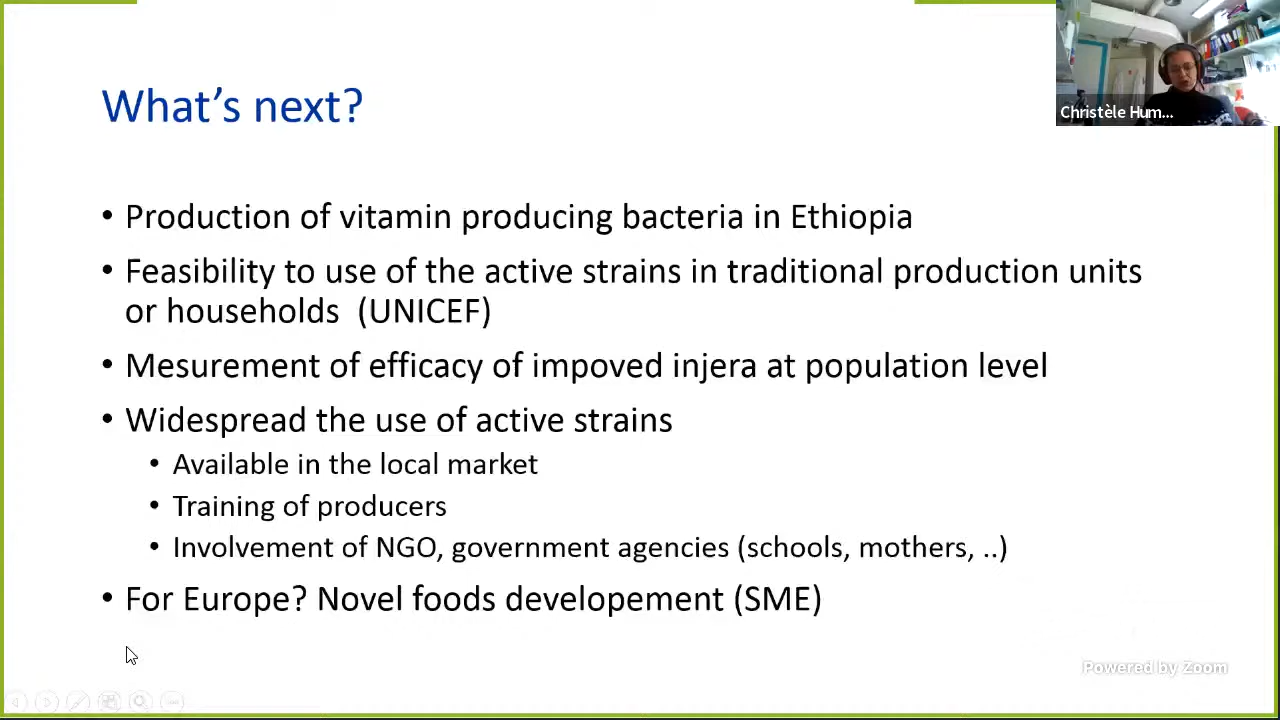 What's next?
Christèle Hum...
• Production of vitamin producing bacteria in Ethiopia
• Feasibility to use of the active strains in traditional production units
or households (UNICEF)
• Mesurement of efficacy of impoved injera at population level
• Widespread the use of active strains
• Available in the local market
• Training of producers
• Involvement of NGO, government agencies (schools, mothers, ..)
• For Europe? Novel foods developement (SME)
Powered by Zoom